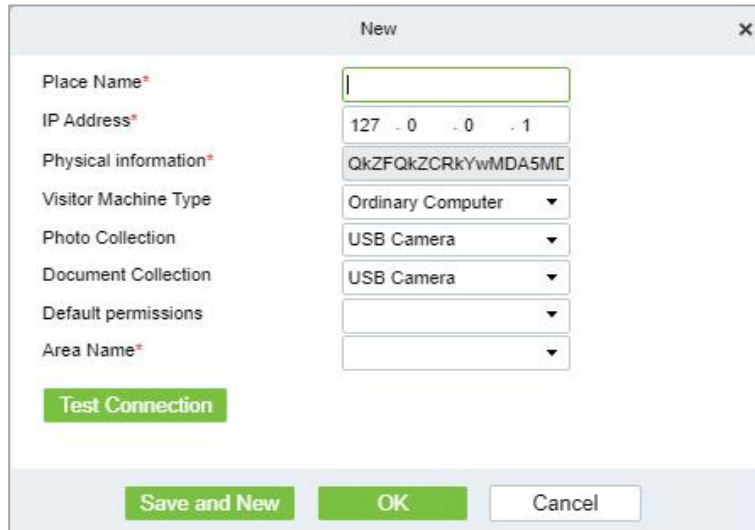 New ×
Place Name*
IP Address* 127 . 0 . 0 . 1
Physical information* QkZFQkZCRkYwMDA5MD
Visitor Machine Type Ordinary Computer
Photo Collection USB Camera
Document Collection USB Camera
Default permissions
Area Name*
Test Connection
Save and New OK Cancel